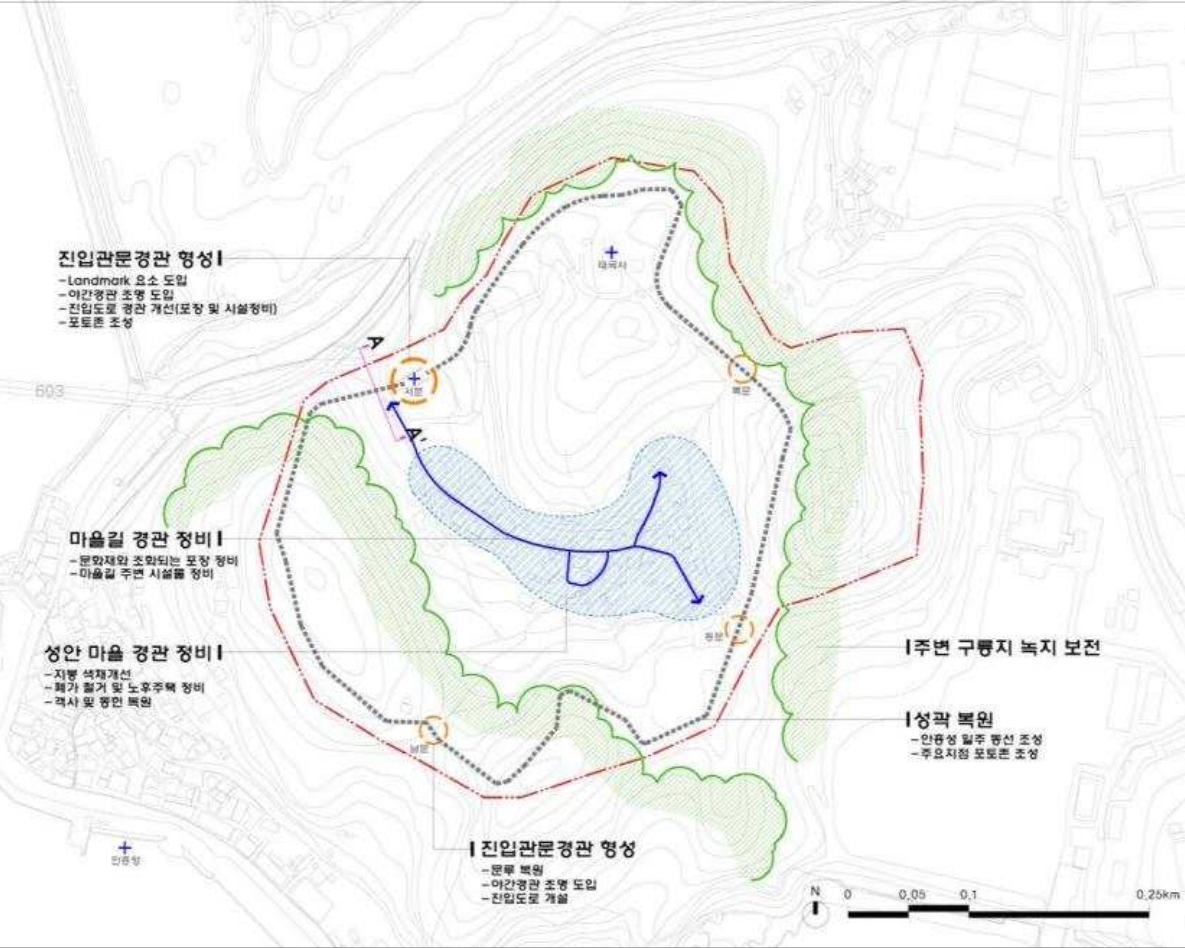 진입관문경관 형성
-Landmark 요소 도입
-야간경관 조명 도입
-진입도로 경관 개선(포장 및 시설정비)
-포토존 조성
태국사
A
서문
603
북문
A'
마을길 경관 정비
-문화재와 조화되는 포장 정비
-마을길 주변 시설물 정비
동문
성안 마을 경관 정비
-지붕 색채개선
-폐가 철거 및 노후주택 정비
-객사 및 동헌 복원
주변 구릉지 녹지 보전
성곽 복원
-안흥성 일주 동선 조성
-주요지점 포토존 조성
남문
진입관문경관 형성
-문루 복원
-야간경관 조명 도입
-진입도로 개설
안흥항
N
0 0.05 0.1 0.25km